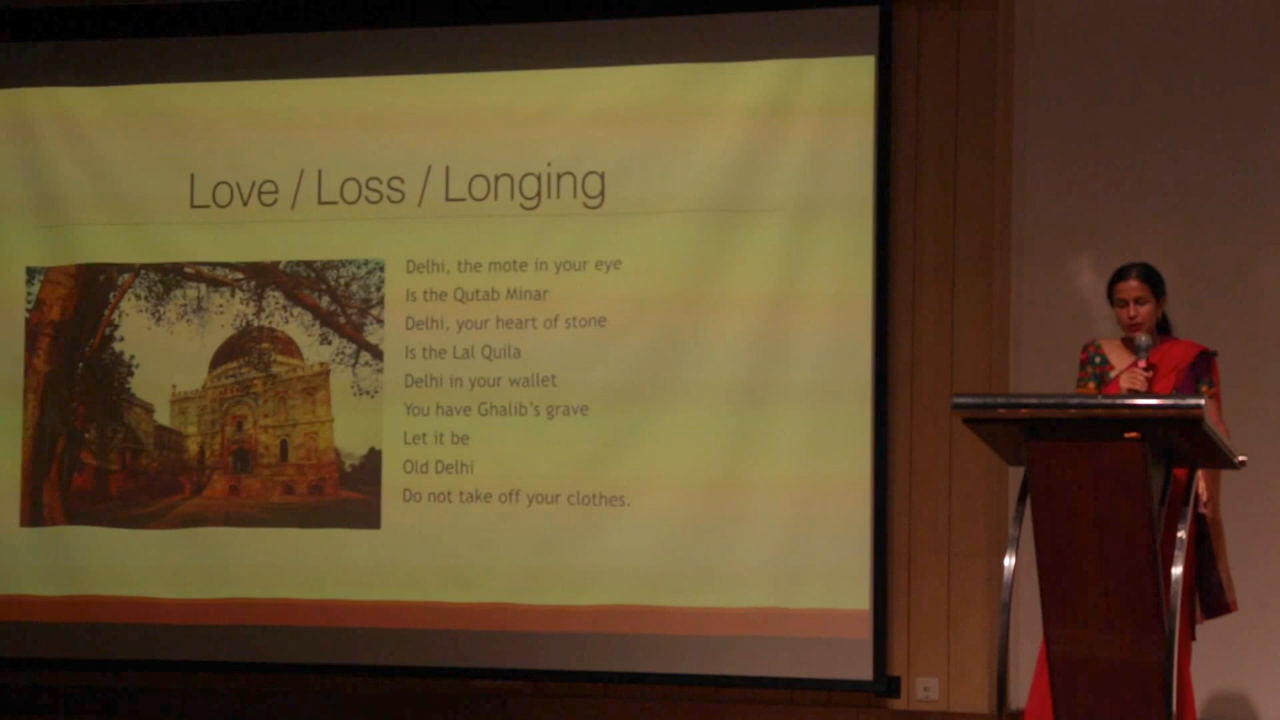 Love / Loss / Longing
Delhi, the mote in your eye
Is the Qutab Minar
Delhi, your heart of stone
Is the Lal Quila
Delhi in your wallet
You have Ghalib's grave
Let it be
Old Delhi
Do not take off your clothes.